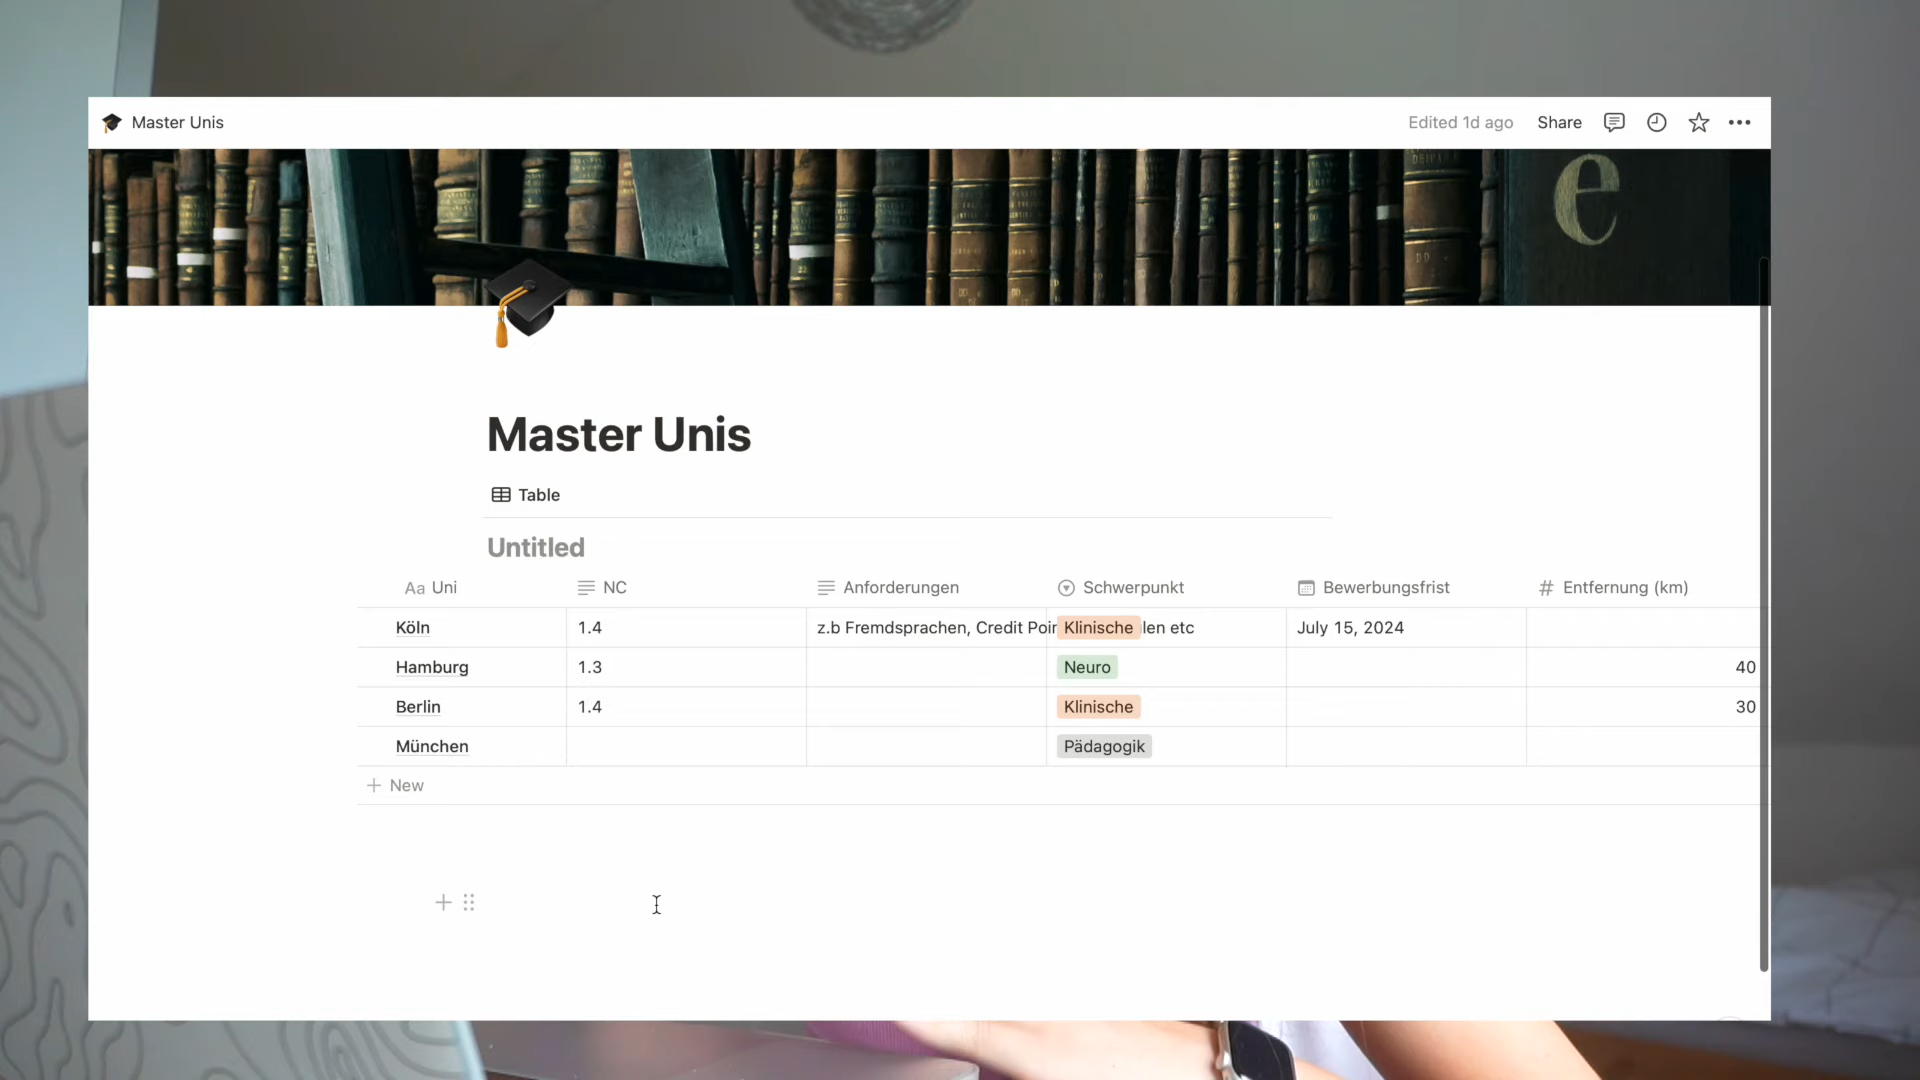 Master Unis
Edited 1d ago Share
e
Master Unis
Table
Untitled
Aa Uni NC Anforderungen Schwerpunkt Bewerbungsfrist # Entfernung (km)
Köln 1.4 z.b Fremdsprachen, Credit Poin Klinische len etc July 15, 2024
Hamburg 1.3 Neuro 40
Berlin 1.4 Klinische 30
München Pädagogik
+ New